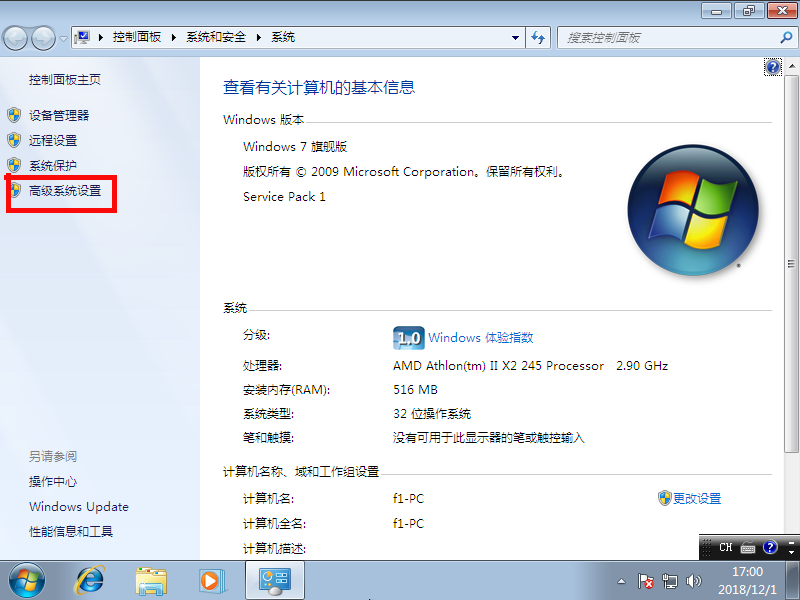 控制面板 系统和安全 系统
搜索控制面板
控制面板主页
设备管理器
远程设置
系统保护
高级系统设置
查看有关计算机的基本信息
Windows 版本
Windows 7 旗舰版
版权所有 © 2009 Microsoft Corporation。保留所有权利。
Service Pack 1
系统
分级: 1.0 Windows 体验指数
处理器: AMD Athlon(tm) II X2 245 Processor 2.90 GHz
安装内存(RAM): 516 MB
系统类型: 32 位操作系统
笔和触摸: 没有可用于此显示器的笔或触控输入
计算机名称、域和工作组设置
计算机名: f1-PC 更改设置
计算机全名: f1-PC
计算机描述:
另请参阅
操作中心
Windows Update
性能信息和工具
CH
17:00
2018/12/1